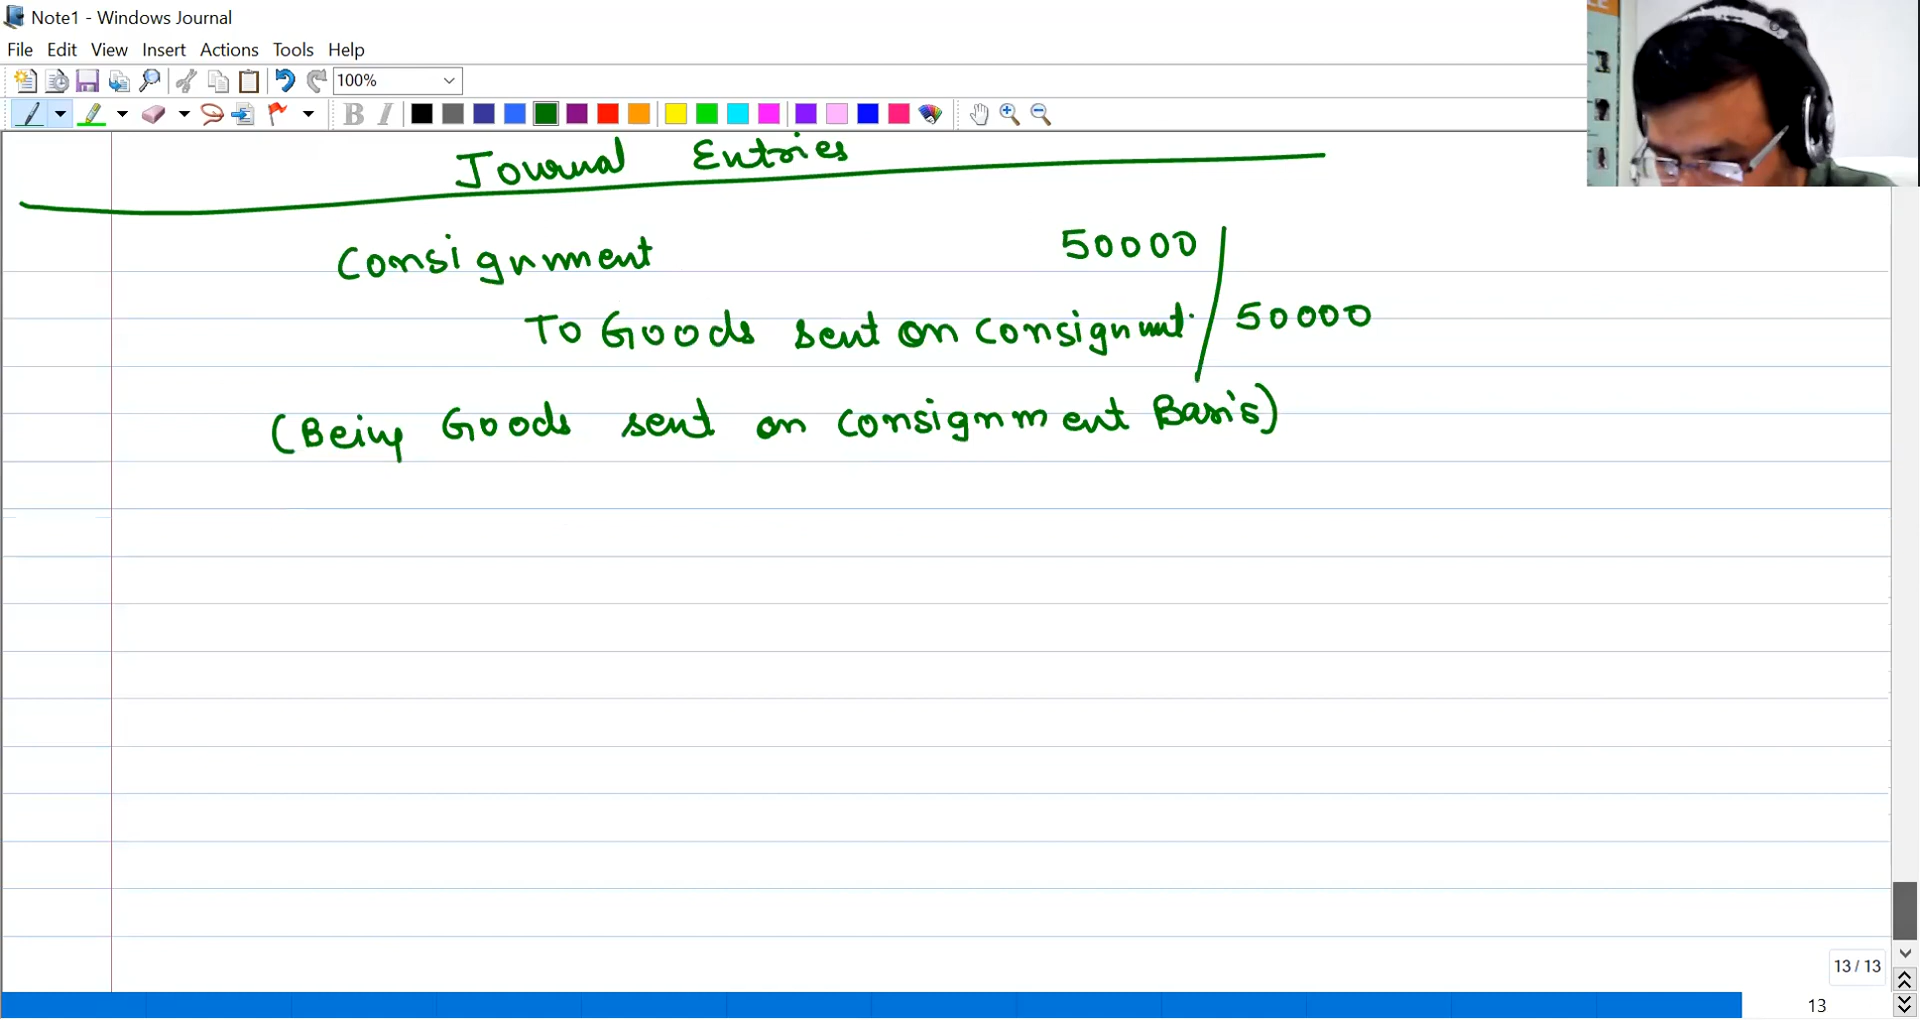 Note1 - Windows Journal
File Edit View Insert Actions Tools Help
100%
B I
Journal Entries
Consignment 50000
To Goods sent on Consignment 50000
(Being Goods sent on consignment Basis)
13 / 13
13